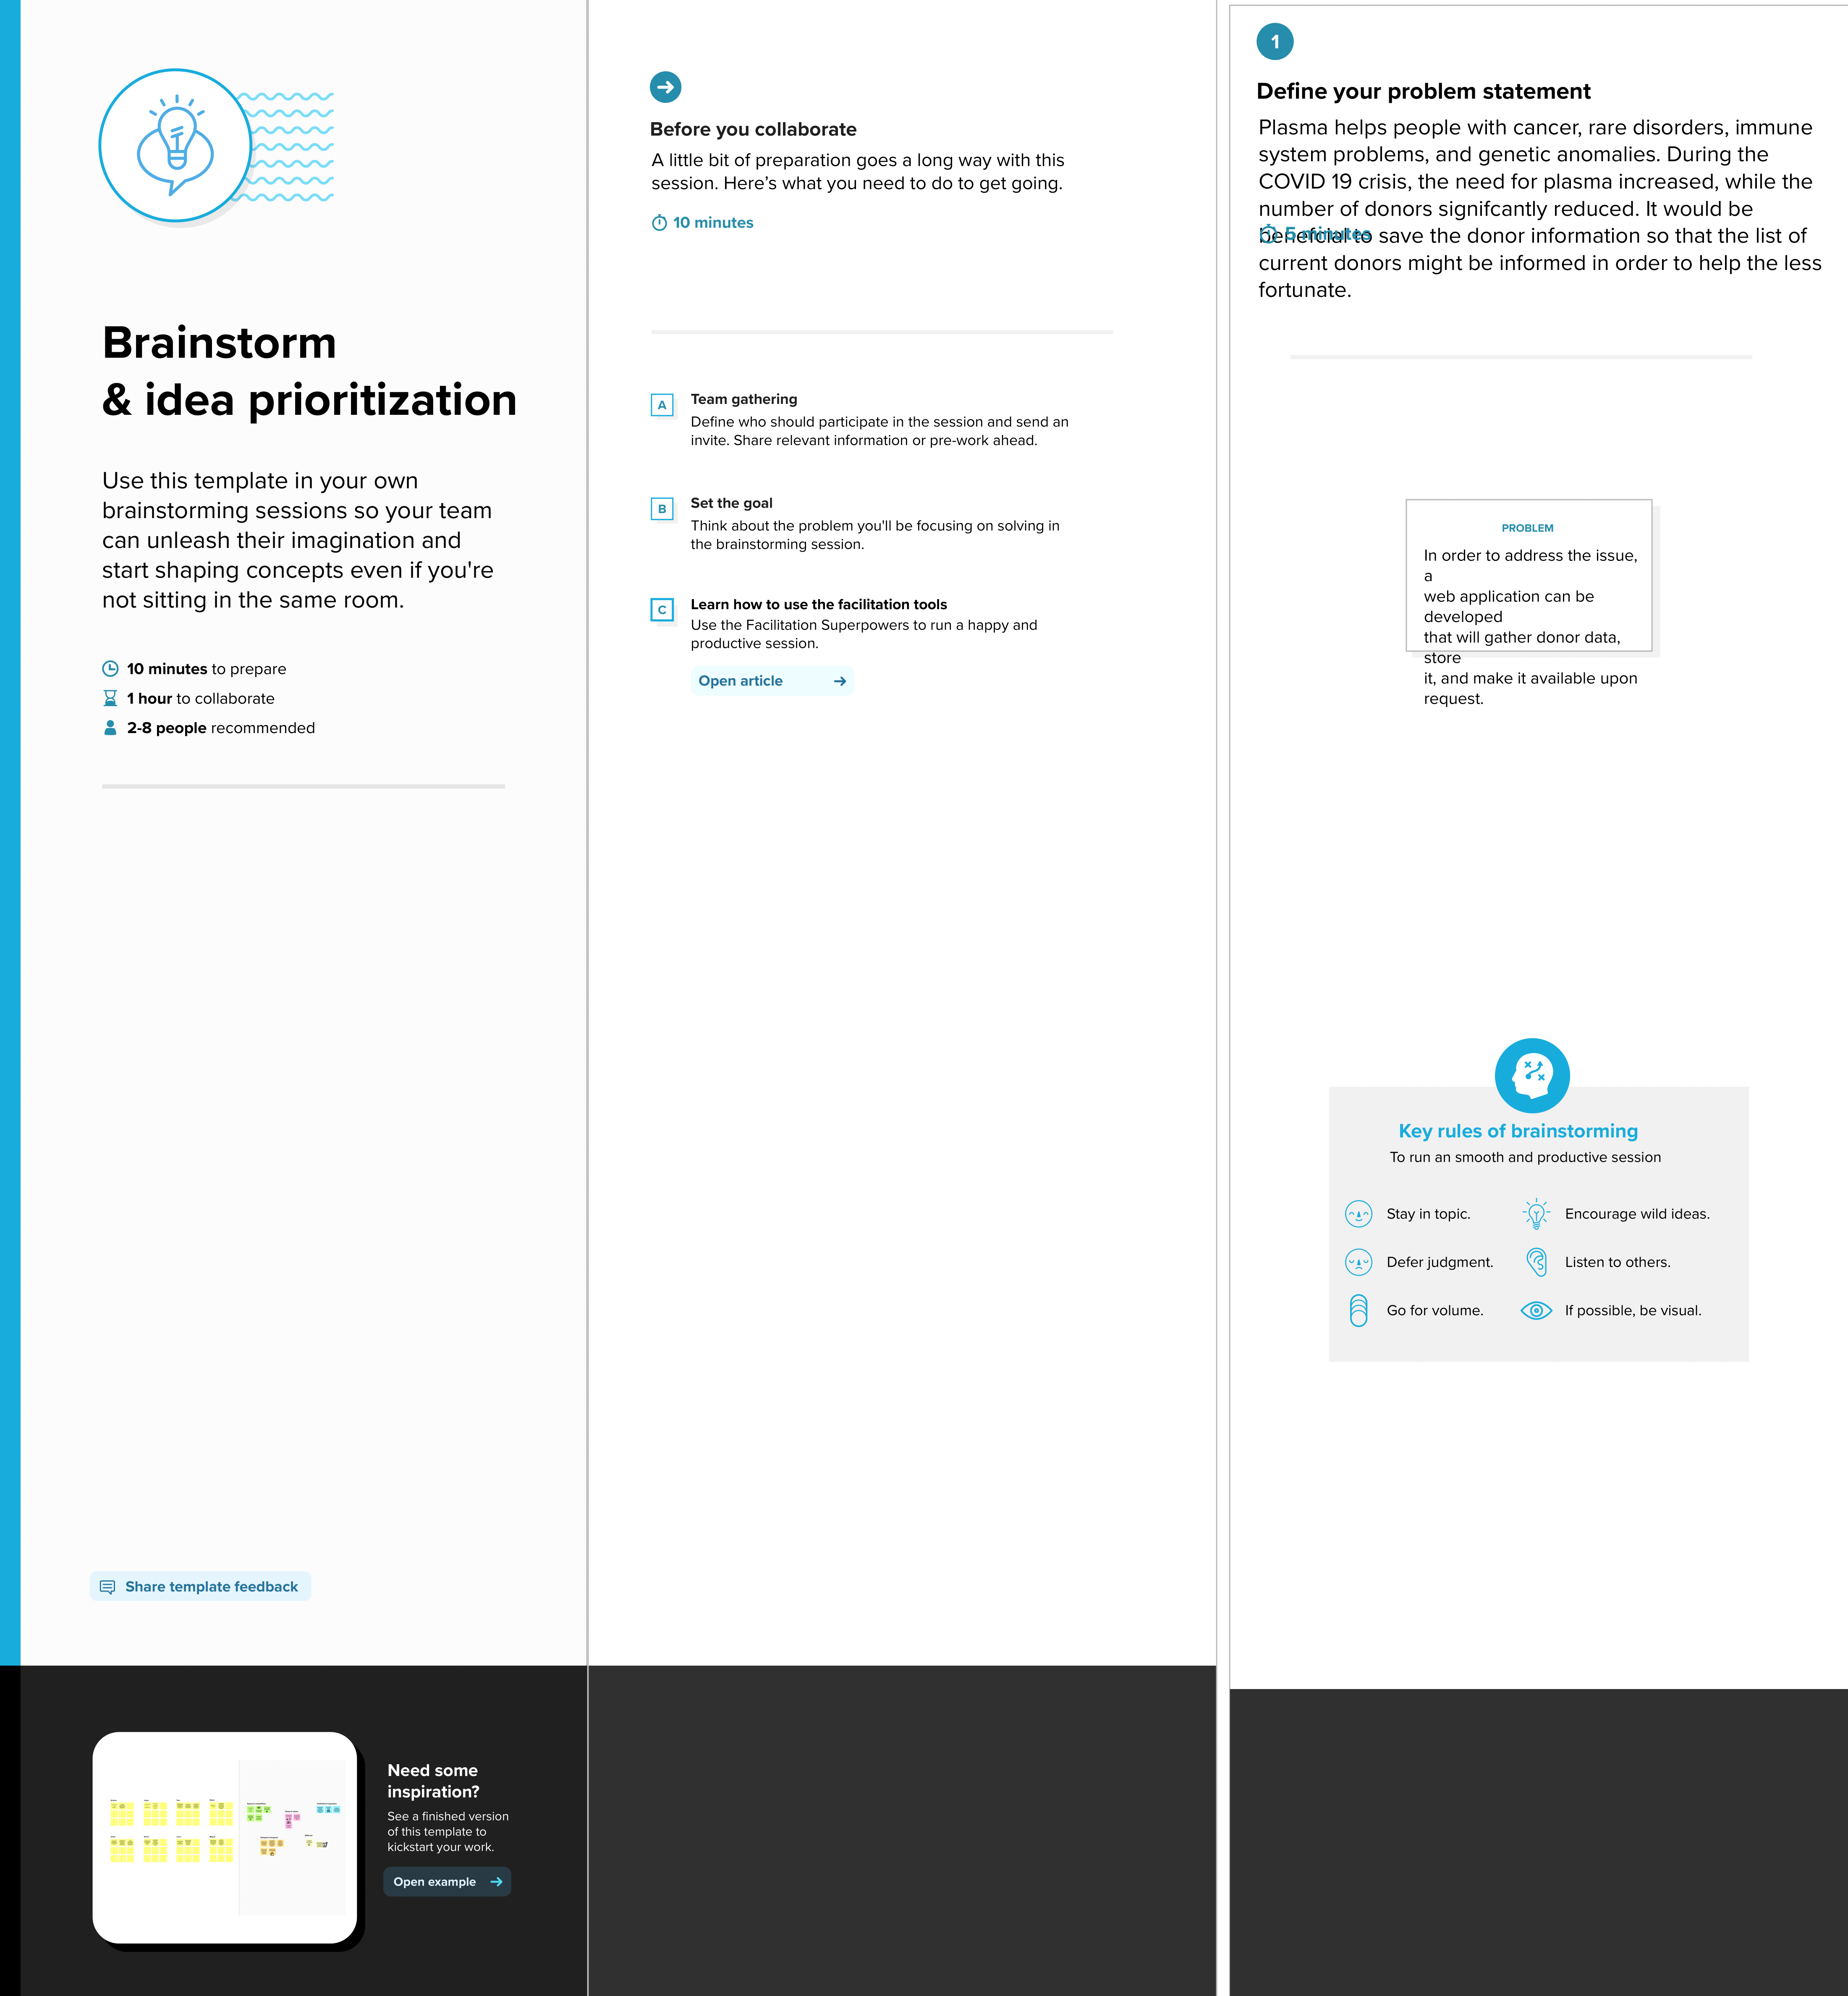 Brainstorm
& idea prioritization
Use this template in your own
brainstorming sessions so your team
can unleash their imagination and
start shaping concepts even if you're
not sitting in the same room.
10 minutes to prepare
1 hour to collaborate
2-8 people recommended
Share template feedback
Need some
inspiration?
See a finished version
of this template to
kickstart your work.
Open example
Before you collaborate
A little bit of preparation goes a long way with this
session. Here’s what you need to do to get going.
10 minutes
A
Team gathering
Define who should participate in the session and send an
invite. Share relevant information or pre-work ahead.
B
Set the goal
Think about the problem you'll be focusing on solving in
the brainstorming session.
C
Learn how to use the facilitation tools
Use the Facilitation Superpowers to run a happy and
productive session.
Open article
1
Define your problem statement
Plasma helps people with cancer, rare disorders, immune
system problems, and genetic anomalies. During the
COVID 19 crisis, the need for plasma increased, while the
number of donors signifcantly reduced. It would be
benefcial to save the donor information so that the list of
5 minutes
current donors might be informed in order to help the less
fortunate.
PROBLEM
In order to address the issue,
a
web application can be
developed
that will gather donor data,
store
it, and make it available upon
request.
Key rules of brainstorming
To run an smooth and productive session
Stay in topic.
Encourage wild ideas.
Defer judgment.
Listen to others.
Go for volume.
If possible, be visual.